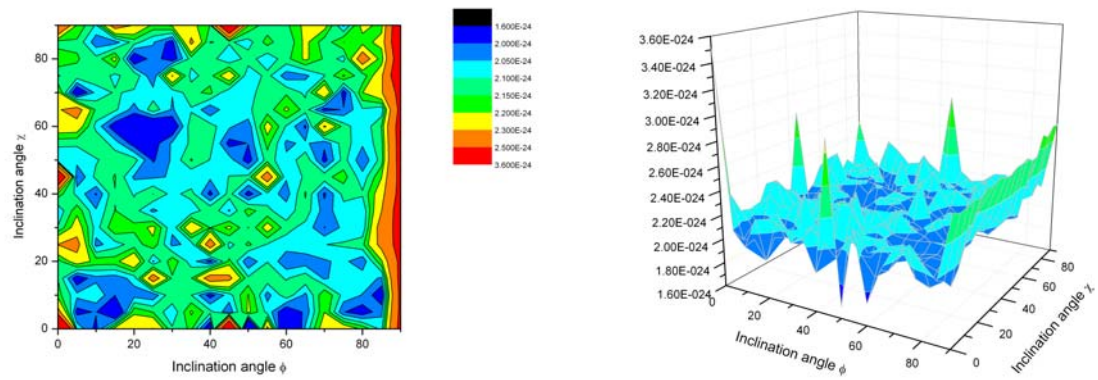 80
60
40
20
0
0 20 40 60 80
Inclination angle χ
Inclination angle ϕ
1.600E-24
2.000E-24
2.050E-24
2.100E-24
2.150E-24
2.200E-24
2.300E-24
2.500E-24
3.600E-24
3.60E-024
3.40E-024
3.20E-024
3.00E-024
2.80E-024
2.60E-024
2.40E-024
2.20E-024
2.00E-024
1.80E-024
1.60E-024
0
20
40
60
80
Inclination angle ϕ
0
20
40
60
80
Inclination angle χ